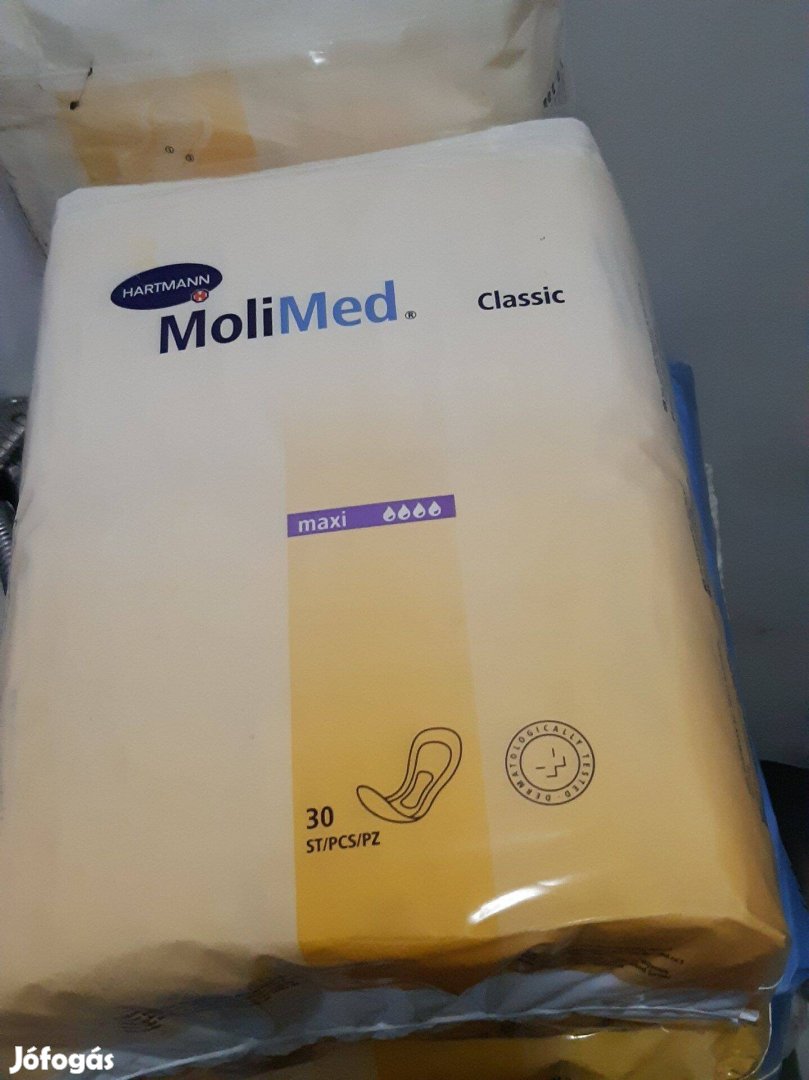 HARTMANN
MoliMed®
Classic
maxi
30
ST/PCS/PZ
DERMATOLOGICALLY TESTED
Jófogás